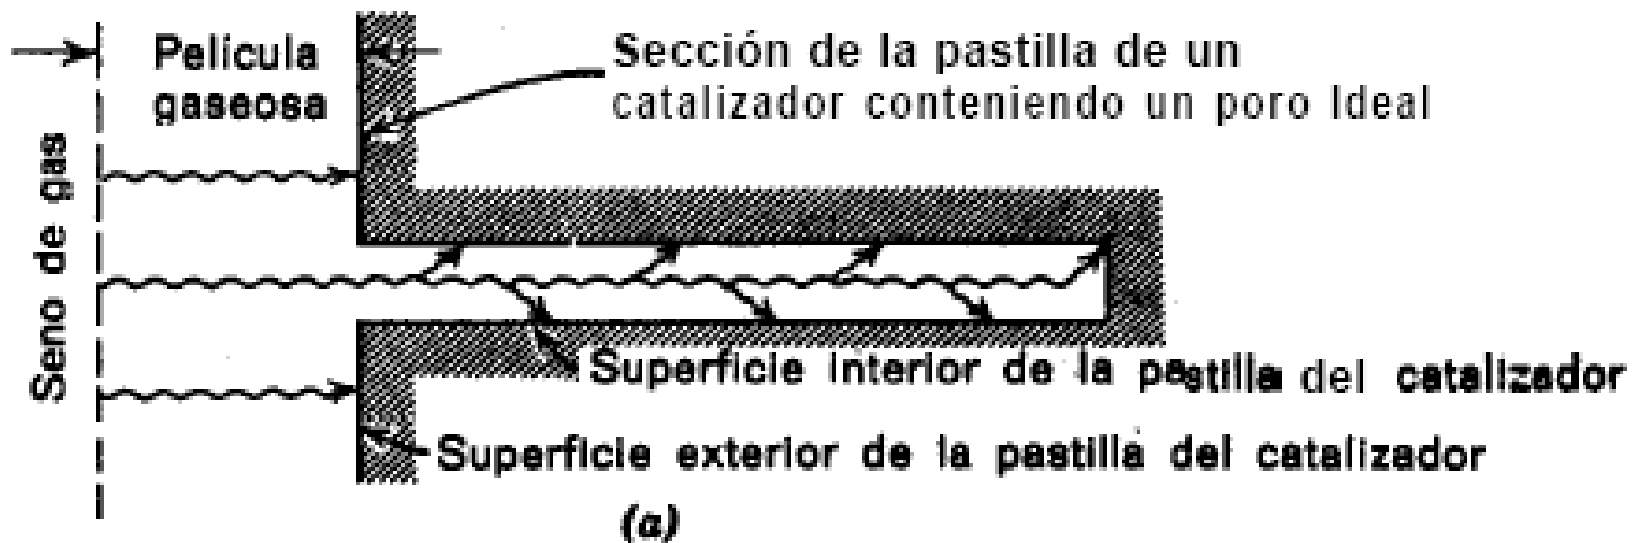 Película
gaseosa
Sección de la pastilla de un
catalizador conteniendo un poro Ideal
Seno de gas
Superficie interior de la pastilla del catalizador
Superficie exterior de la pastilla del catalizador
(a)